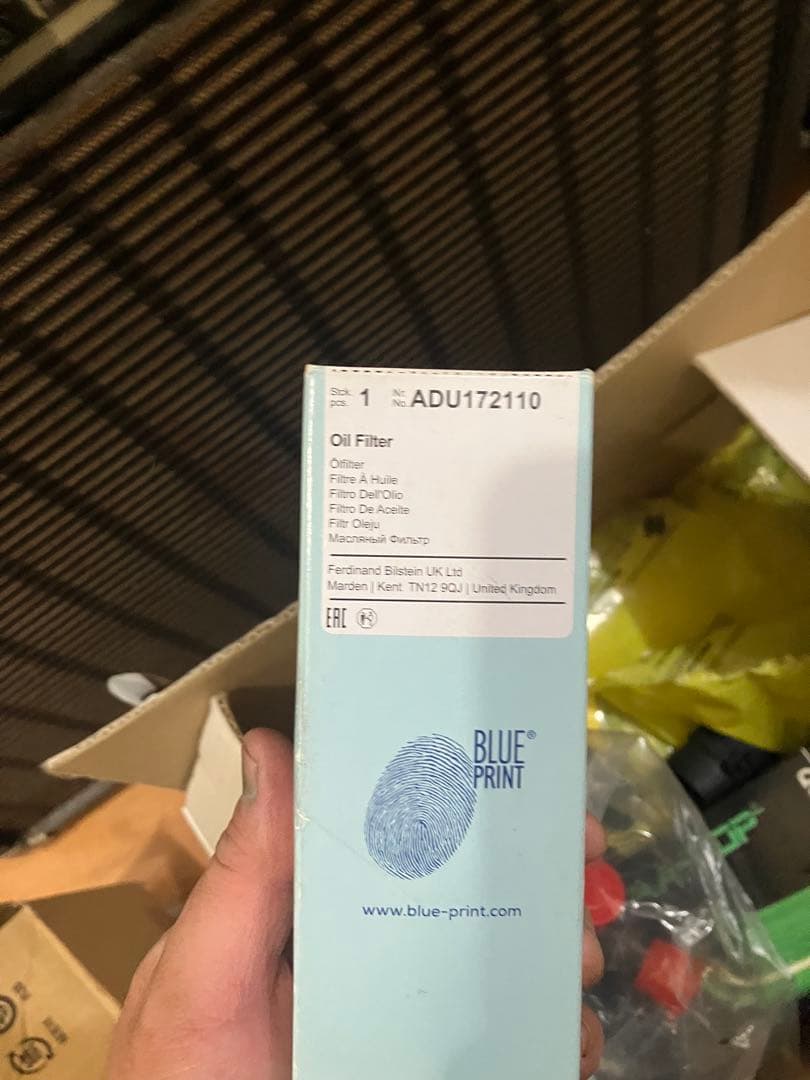 Stck. pcs. 1 Nr. No. ADU172110
Oil Filter
Ölfilter
Filtre À Huile
Filtro Dell'Olio
Filtro De Aceite
Filtr Oleju
Масляный Фильтр
Ferdinand Bilstein UK Ltd
Marden | Kent TN12 9QJ | United Kingdom
EAC
BLUE®
PRINT
www.blue-print.com